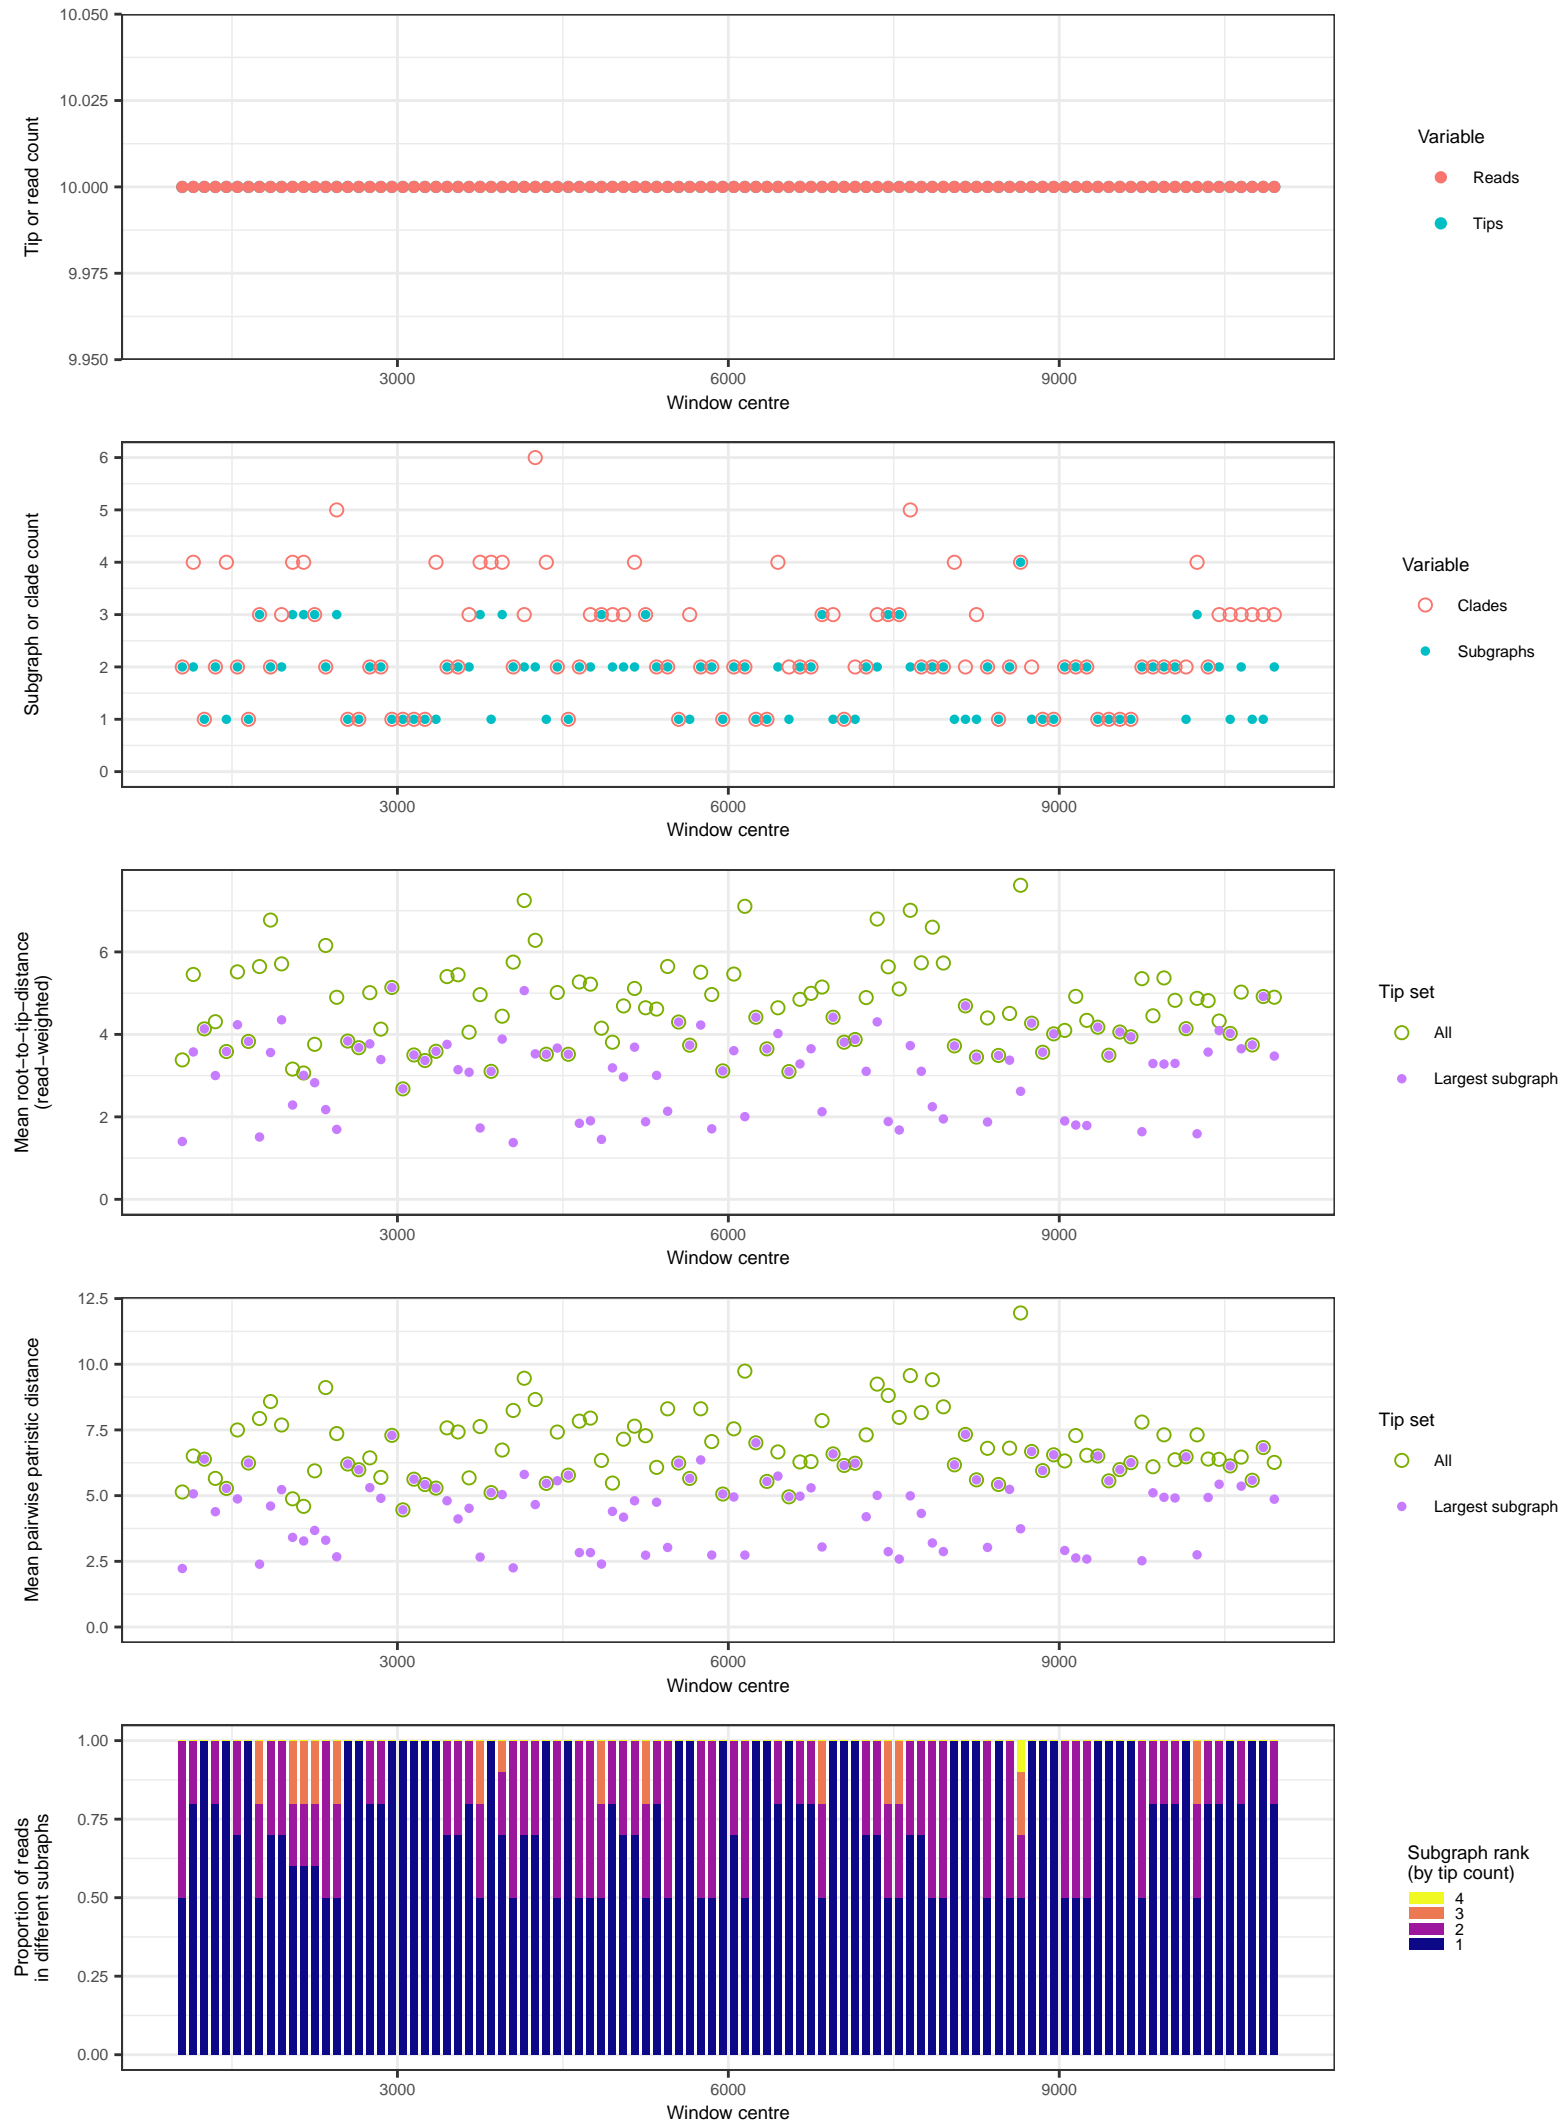 10.050
10.025
10.000
9.975
9.950
Tip or read count
3000
6000
9000
Window centre
Variable
Reads
Tips
6
5
4
3
2
1
0
Subgraph or clade count
3000
6000
9000
Window centre
Variable
Clades
Subgraphs
6
4
2
0
Mean root−to−tip−distance
(read−weighted)
3000
6000
9000
Window centre
Tip set
All
Largest subgraph
12.5
10.0
7.5
5.0
2.5
0.0
Mean pairwise patristic distance
3000
6000
9000
Window centre
Tip set
All
Largest subgraph
1.00
0.75
0.50
0.25
0.00
Proportion of reads
in different subraphs
3000
6000
9000
Window centre
Subgraph rank
(by tip count)
4
3
2
1